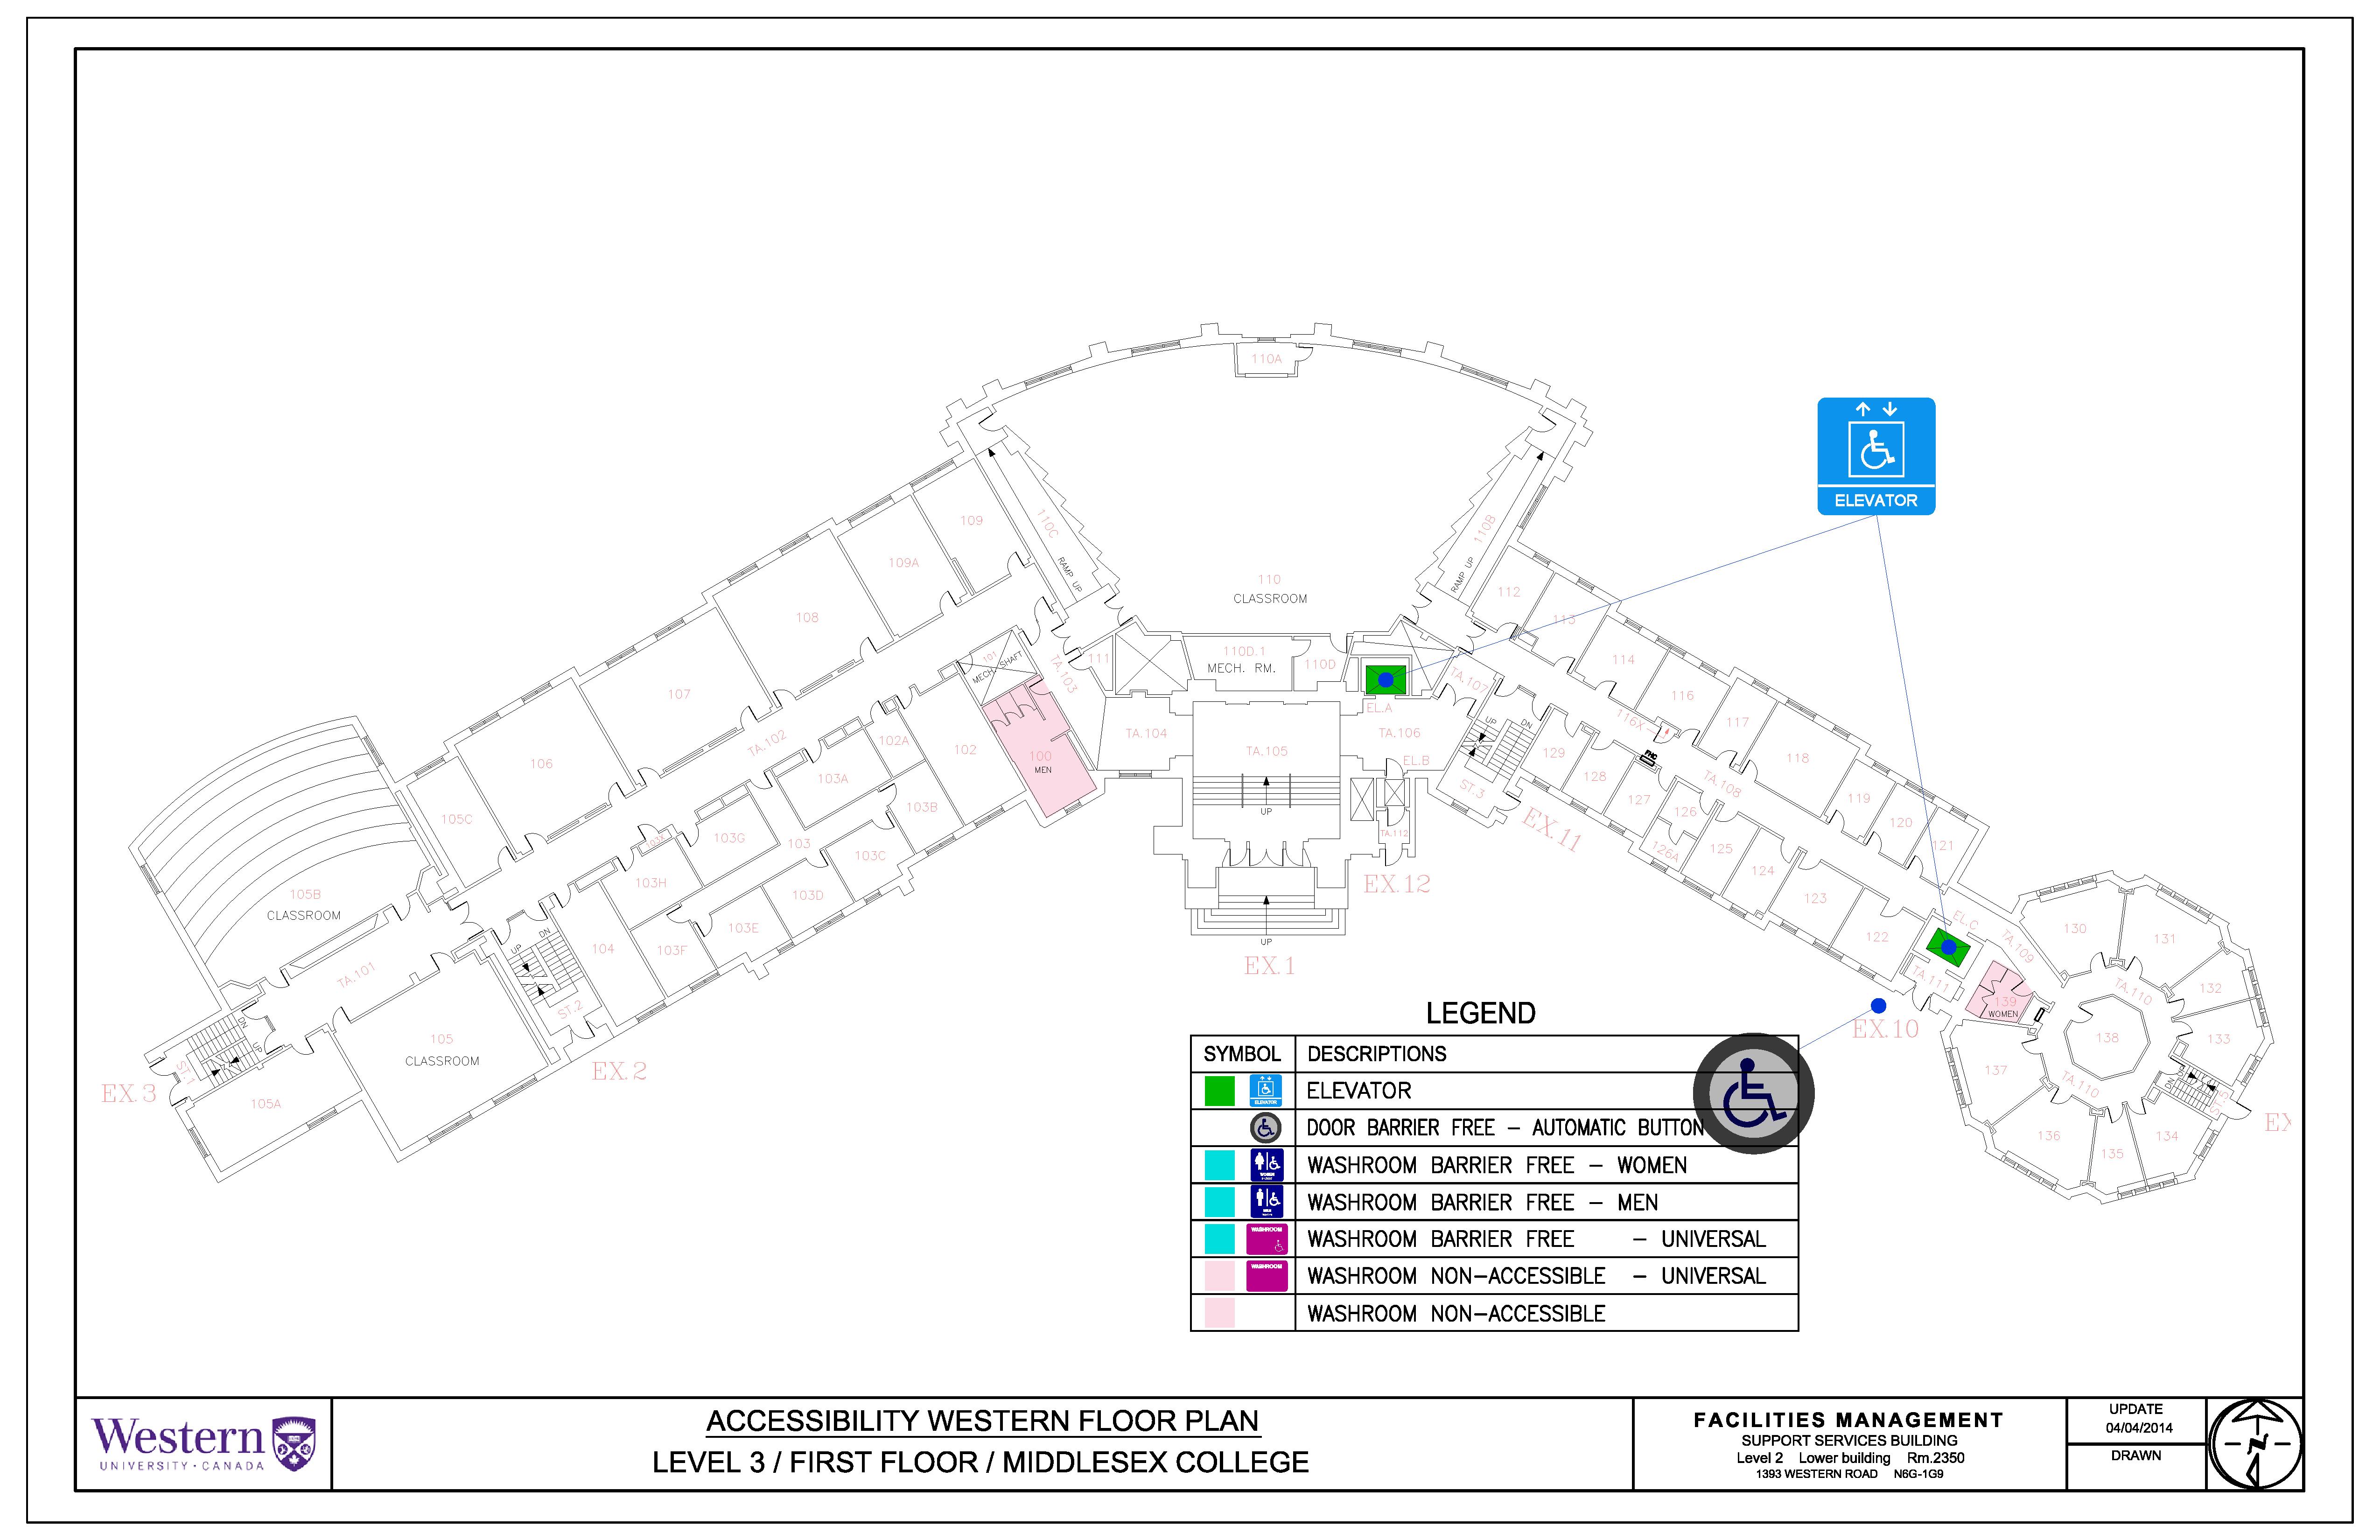 110A
ELEVATOR
109
110C
110B
109A
RAMP UP
RAMP UP
110
CLASSROOM
112
113
108
114
111
110D.1
MECH. RM.
110D
101
MECH. SHAFT
TA.103
TA.107
116
107
EL.A
116X
117
TA.102
102A
102
100
MEN
TA.104
TA.105
TA.106
EL.B
UP
DN
129
FHC
118
106
103A
128
TA.108
ST.3
127
119
105C
103B
UP
126
120
103G
103
103X
TA.112
EX.11
121
103C
126A
125
103H
EX.12
124
105B
CLASSROOM
103D
123
EL.C
103E
130
131
UP
DN
104
103F
UP
122
TA.109
EX.1
TA.101
TA.111
TA.110
132
ST.2
139
WOMEN
DN
UP
105
CLASSROOM
EX.10
138
133
EX.2
ST.1
137
TA.110
DN
UP
ST.5
EX.3
105A
EX
136
134
135
LEGEND
SYMBOL DESCRIPTIONS
ELEVATOR ELEVATOR
DOOR BARRIER FREE - AUTOMATIC BUTTON
WOMEN WASHROOM BARRIER FREE - WOMEN
MEN WASHROOM BARRIER FREE - MEN
WASHROOM WASHROOM BARRIER FREE - UNIVERSAL
WASHROOM WASHROOM NON-ACCESSIBLE - UNIVERSAL
WASHROOM NON-ACCESSIBLE
Western
UNIVERSITY · CANADA
ACCESSIBILITY WESTERN FLOOR PLAN
LEVEL 3 / FIRST FLOOR / MIDDLESEX COLLEGE
FACILITIES MANAGEMENT
SUPPORT SERVICES BUILDING
Level 2 Lower building Rm.2350
1393 WESTERN ROAD N6G-1G9
UPDATE
04/04/2014
DRAWN
N